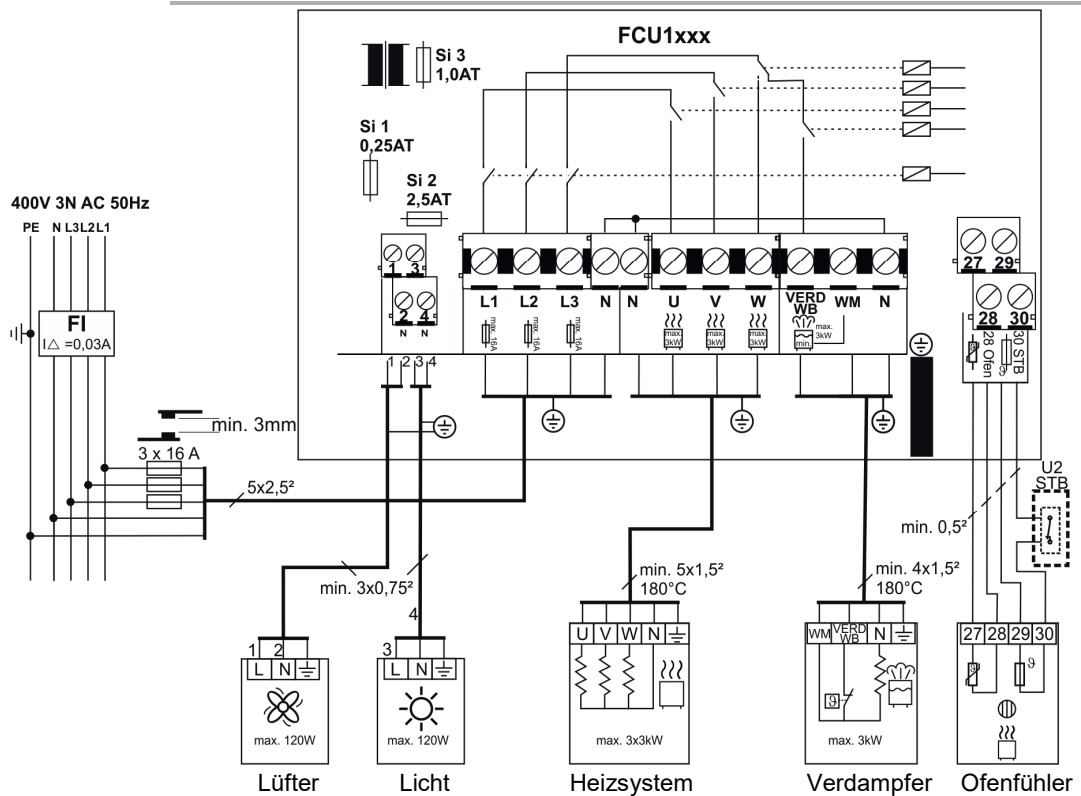 FCU1xxx
Si 3
1,0AT
Si 1
0,25AT
Si 2
2,5AT
400V 3N AC 50Hz
PE N L3 L2 L1
FI
I△ =0,03A
1 3
2 4
N N
L1 L2 L3 N N U V W VERD WB WM N
max. 16A max. 16A max. 16A
max. 3kW max. 3kW max. 3kW
min.
max. 3kW
27 29
28 30
28 Ofen
30 STB
ϑ
ϑ
1 2 3 4
min. 3mm
3 x 16 A
5x2,5²
min. 3x0,75²
4
min. 5x1,5²
180°C
min. 4x1,5²
180°C
min. 0,5²
U2
STB
1 2
L N
max. 120W
Lüfter
3
L N
max. 120W
Licht
U V W N
max. 3x3kW
Heizsystem
WM VERD WB N
ϑ
max. 3kW
Verdampfer
27 28 29 30
ϑ
ϑ
Ofenfühler